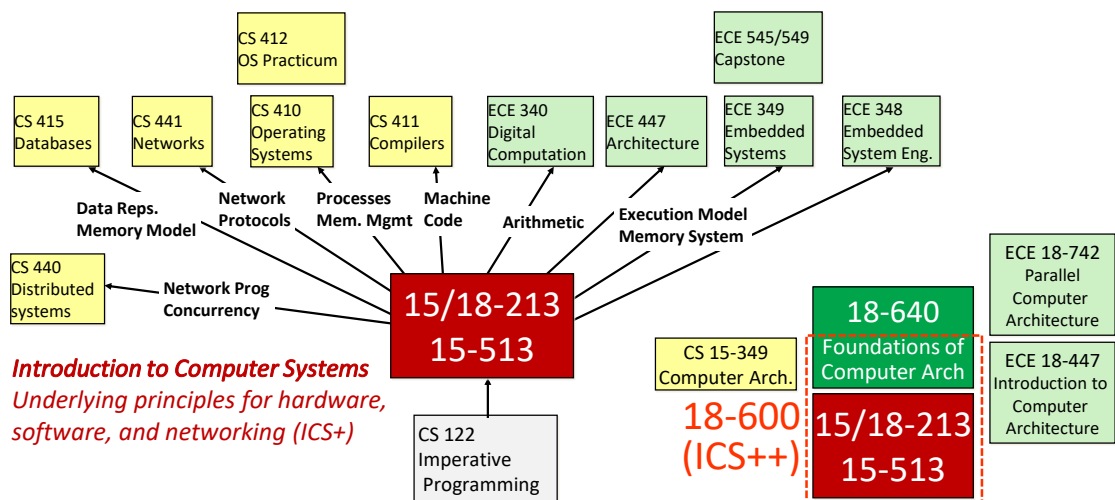 CS 412
OS Practicum
ECE 545/549
Capstone
CS 415
Databases
CS 441
Networks
CS 410
Operating
Systems
CS 411
Compilers
ECE 340
Digital
Computation
ECE 447
Architecture
ECE 349
Embedded
Systems
ECE 348
Embedded
System Eng.
Data Reps.
Memory Model
Network
Protocols
Processes
Mem. Mgmt
Machine
Code
Arithmetic
Execution Model
Memory System
CS 440
Distributed
systems
Network Prog
Concurrency
15/18-213
15-513
Introduction to Computer Systems
Underlying principles for hardware,
software, and networking (ICS+)
CS 122
Imperative
Programming
CS 15-349
Computer Arch.
18-600
(ICS++)
18-640
Foundations of
Computer Arch
15/18-213
15-513
ECE 18-742
Parallel
Computer
Architecture
ECE 18-447
Introduction to
Computer
Architecture